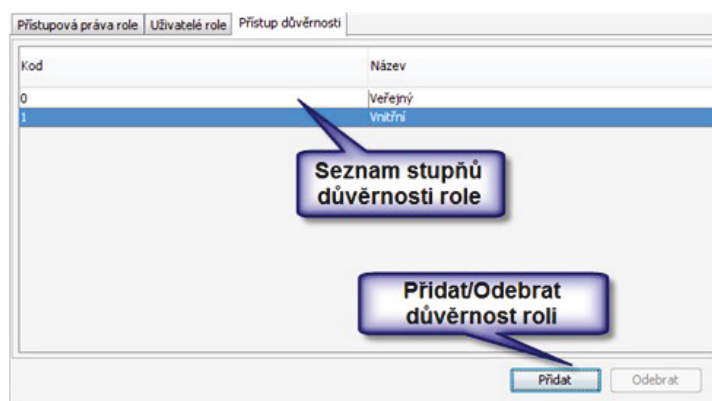 Přístupová práva role Uživatelé role Přístup důvěrnosti
Kod Název
0 Veřejný
1 Vnitřní
Seznam stupňů
důvěrnosti role
Přidat/Odebrat
důvěrnost roli
Přidat Odebrat